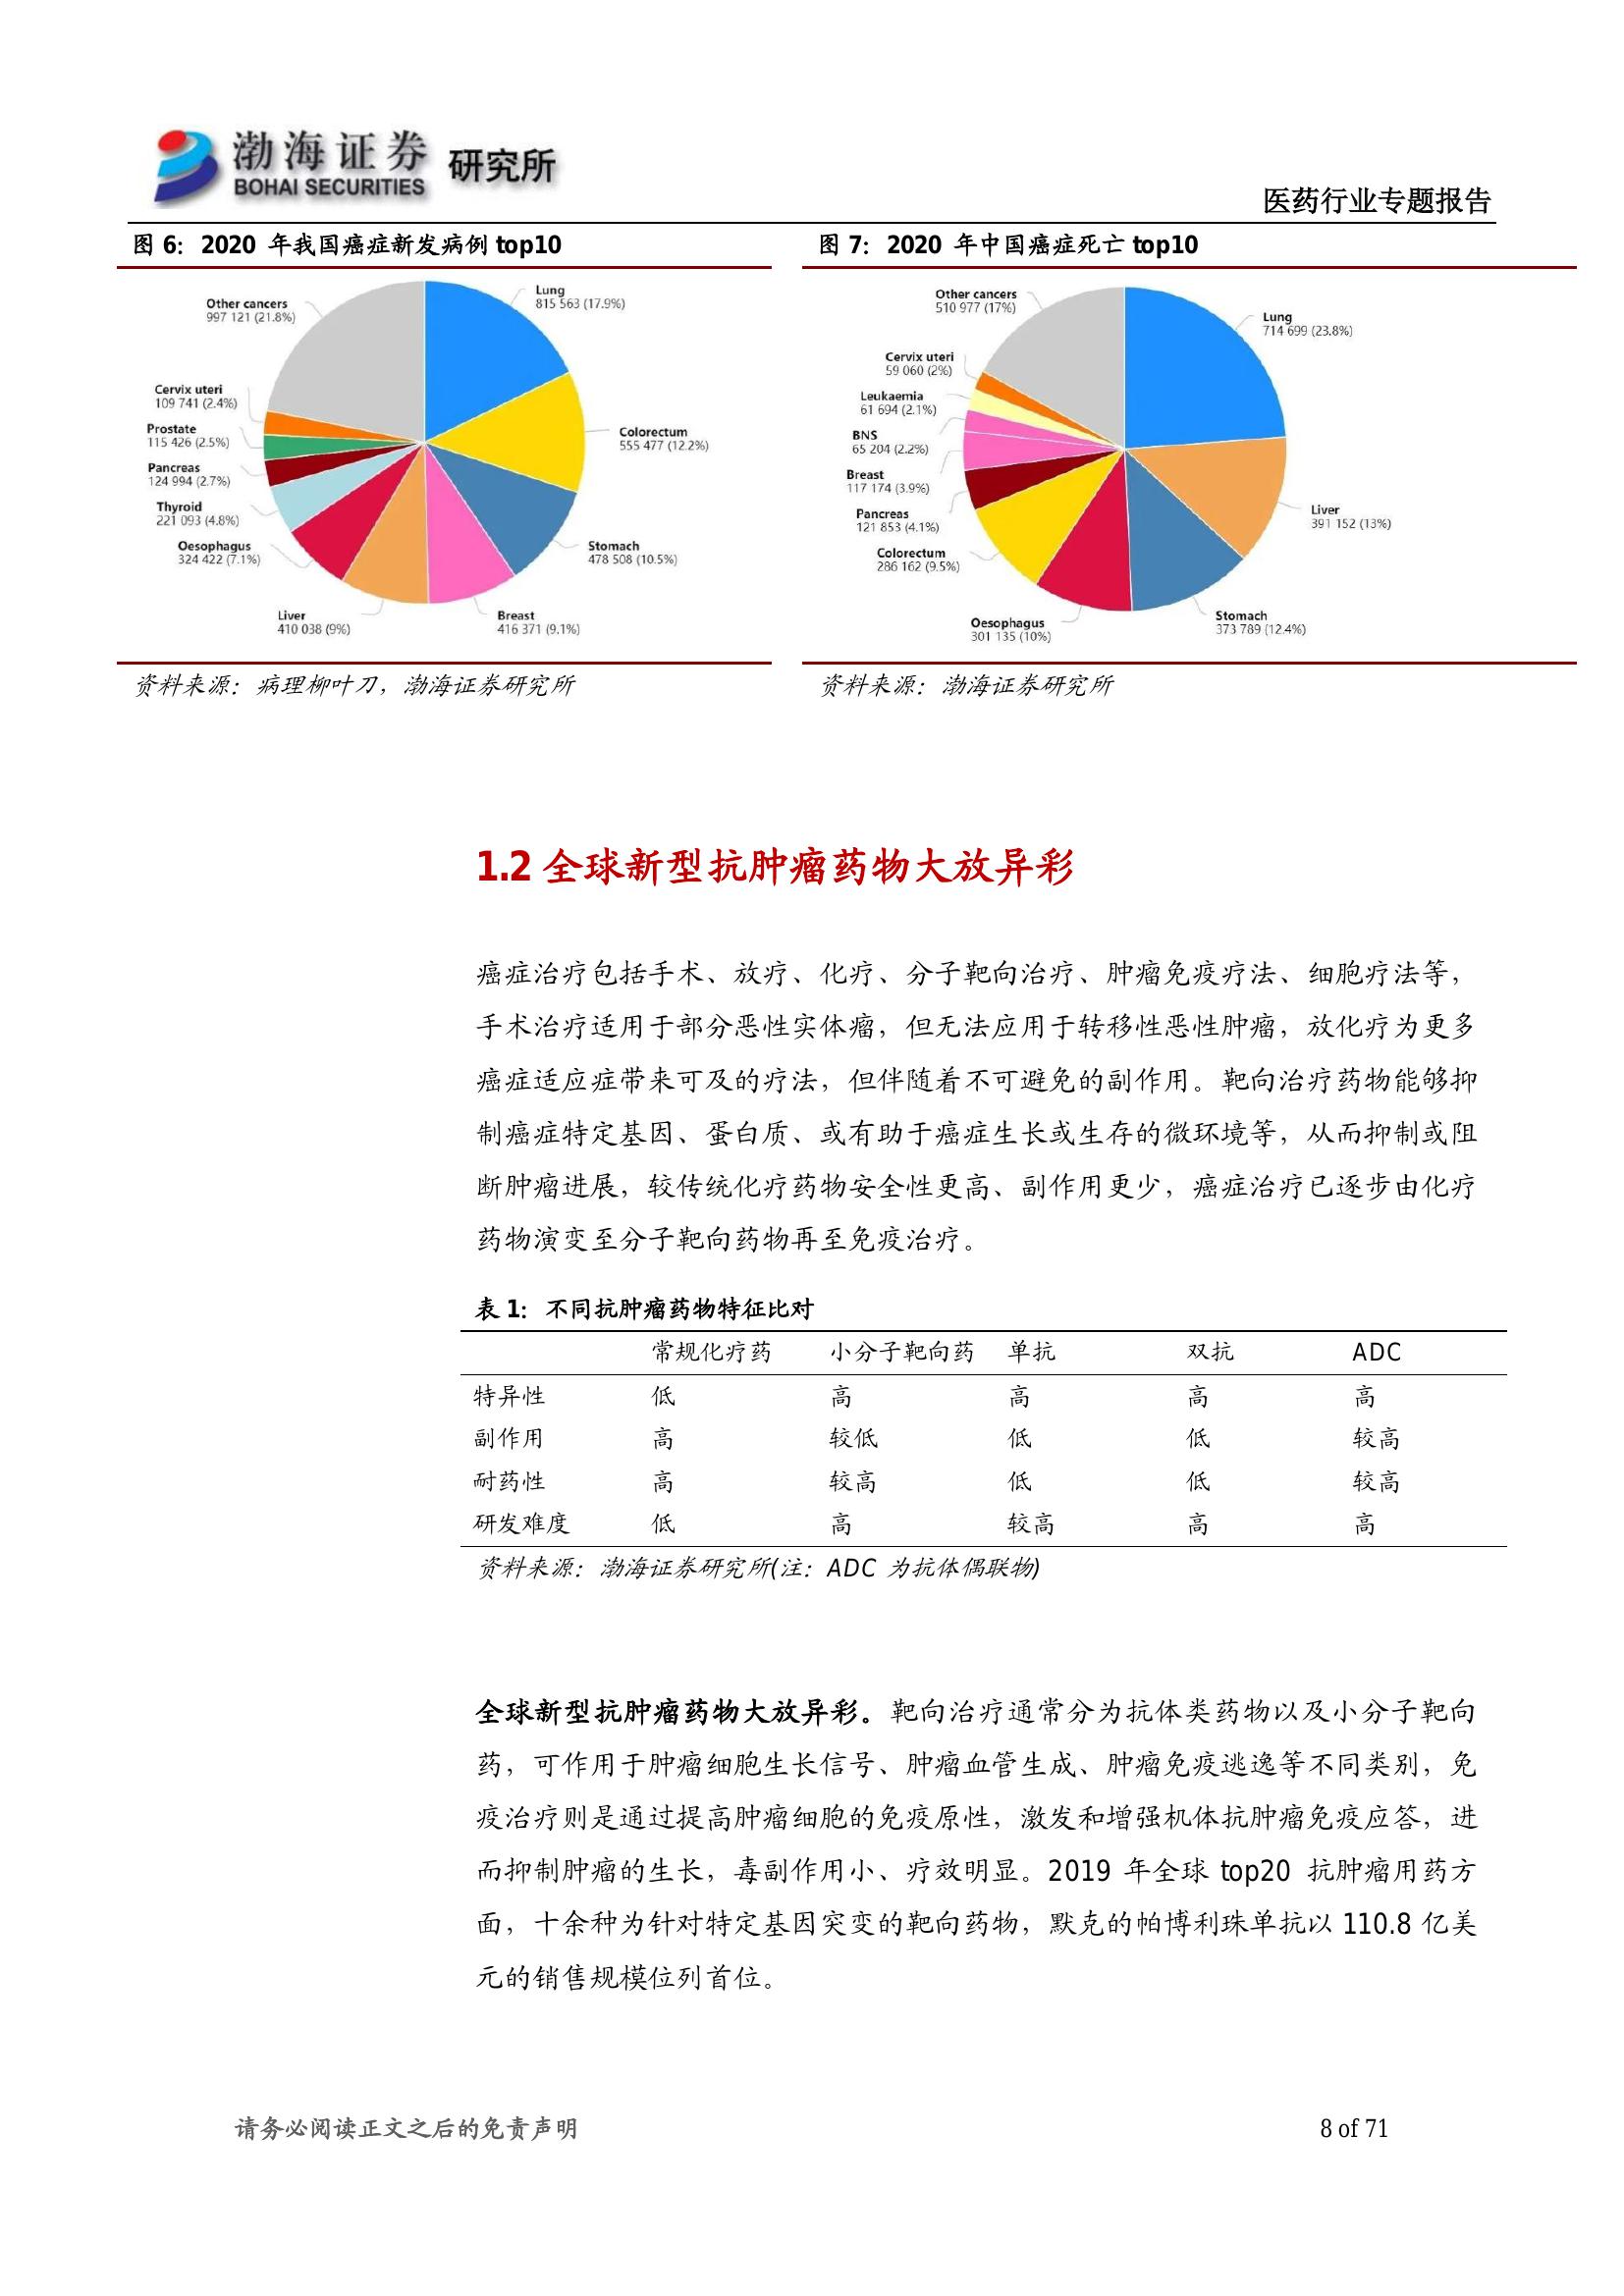 渤海证券 研究所
BOHAI SECURITIES
医药行业专题报告
图 6：2020 年我国癌症新发病例 top10
Lung
815 563 (17.9%)
Colorectum
555 477 (12.2%)
Stomach
478 508 (10.5%)
Breast
416 371 (9.1%)
Liver
410 038 (9%)
Oesophagus
324 422 (7.1%)
Thyroid
221 093 (4.8%)
Pancreas
124 994 (2.7%)
Prostate
115 426 (2.5%)
Cervix uteri
109 741 (2.4%)
Other cancers
997 121 (21.8%)
资料来源：病理柳叶刀，渤海证券研究所
图 7：2020 年中国癌症死亡 top10
Lung
714 699 (23.8%)
Liver
391 152 (13%)
Stomach
373 789 (12.4%)
Oesophagus
301 135 (10%)
Colorectum
286 162 (9.5%)
Pancreas
121 853 (4.1%)
Breast
117 174 (3.9%)
BNS
65 204 (2.2%)
Leukaemia
61 694 (2.1%)
Cervix uteri
59 060 (2%)
Other cancers
510 977 (17%)
资料来源：渤海证券研究所
1.2 全球新型抗肿瘤药物大放异彩
癌症治疗包括手术、放疗、化疗、分子靶向治疗、肿瘤免疫疗法、细胞疗法等，
手术治疗适用于部分恶性实体瘤，但无法应用于转移性恶性肿瘤，放化疗为更多
癌症适应症带来可及的疗法，但伴随着不可避免的副作用。靶向治疗药物能够抑
制癌症特定基因、蛋白质、或有助于癌症生长或生存的微环境等，从而抑制或阻
断肿瘤进展，较传统化疗药物安全性更高、副作用更少，癌症治疗已逐步由化疗
药物演变至分子靶向药物再至免疫治疗。
表 1：不同抗肿瘤药物特征比对
常规化疗药 小分子靶向药 单抗 双抗 ADC
特异性 低 高 高 高 高
副作用 高 较低 低 低 较高
耐药性 高 较高 低 低 较高
研发难度 低 高 较高 高 高
资料来源：渤海证券研究所(注：ADC 为抗体偶联物)
全球新型抗肿瘤药物大放异彩。靶向治疗通常分为抗体类药物以及小分子靶向
药，可作用于肿瘤细胞生长信号、肿瘤血管生成、肿瘤免疫逃逸等不同类别，免
疫治疗则是通过提高肿瘤细胞的免疫原性，激发和增强机体抗肿瘤免疫应答，进
而抑制肿瘤的生长，毒副作用小、疗效明显。2019 年全球 top20 抗肿瘤用药方
面，十余种为针对特定基因突变的靶向药物，默克的帕博利珠单抗以 110.8 亿美
元的销售规模位列首位。
请务必阅读正文之后的免责声明
8 of 71